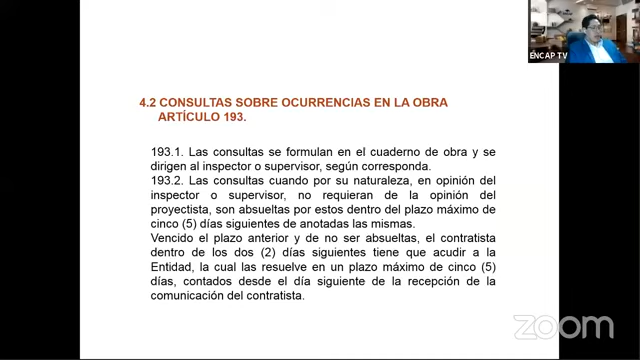 ENCAP TV
4.2 CONSULTAS SOBRE OCURRENCIAS EN LA OBRA
ARTÍCULO 193.
193.1. Las consultas se formulan en el cuaderno de obra y se
dirigen al inspector o supervisor, según corresponda.
193.2. Las consultas cuando por su naturaleza, en opinión del
inspector o supervisor, no requieran de la opinión del
proyectista, son absueltas por estos dentro del plazo máximo de
cinco (5) días siguientes de anotadas las mismas.
Vencido el plazo anterior y de no ser absueltas, el contratista
dentro de los dos (2) días siguientes tiene que acudir a la
Entidad, la cual las resuelve en un plazo máximo de cinco (5)
días, contados desde el día siguiente de la recepción de la
comunicación del contratista.
zoom